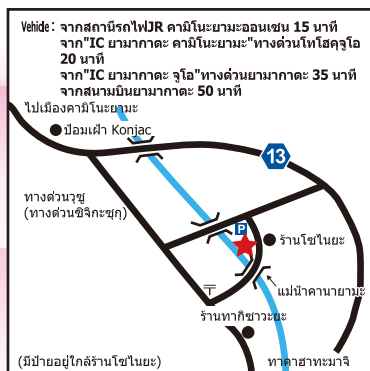 Vehide: จากสถานีรถไฟJR คามิโนะยามะออนเซน 15 นาที
จาก"IC ยามากาตะ คามิโนะยามะ"ทางด่วนโทโฮคุจูโอ
20 นาที
จาก"IC ยามากาตะ จูโอ"ทางด่วนยามากาตะ 35 นาที
จากสนามบินยามากาตะ 50 นาที
ไปเมืองคามิโนะยามะ
ป้อมเฝ้า Konjac
13
ทางด่วนวูซู
(ทางด่วนชิจิกะชุกุ)
P
ร้านโซไนยะ
แม่น้ำคานายามะ
〒
ร้านทากิซาวะยะ
(มีป้ายอยู่ใกล้ร้านโซไนยะ)
ทาคาฮาทะมาจิ